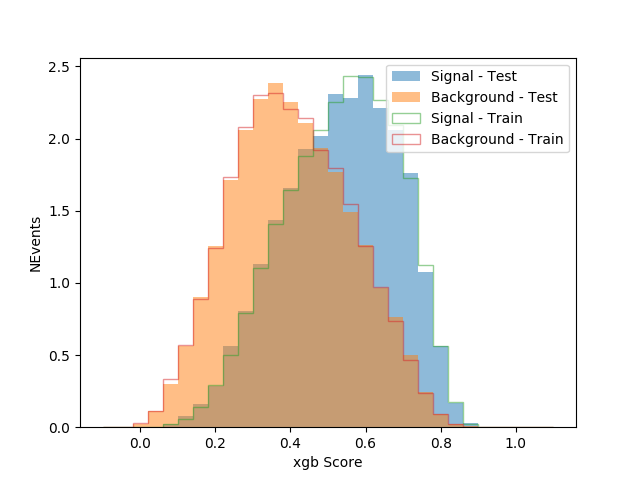 Signal - Test
Background - Test
Signal - Train
Background - Train
2.5
2.0
1.5
1.0
0.5
0.0
NEvents
0.0 0.2 0.4 0.6 0.8 1.0
xgb Score